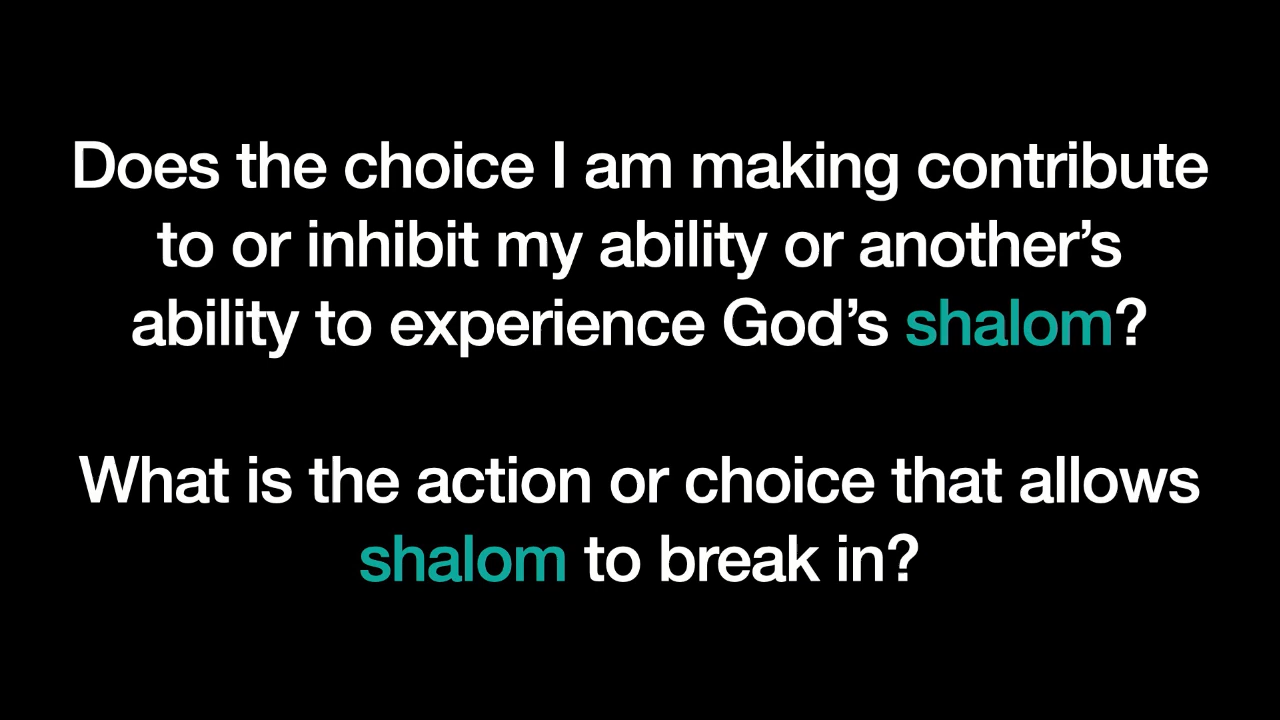 Does the choice I am making contribute
to or inhibit my ability or another’s
ability to experience God’s shalom?
What is the action or choice that allows
shalom to break in?